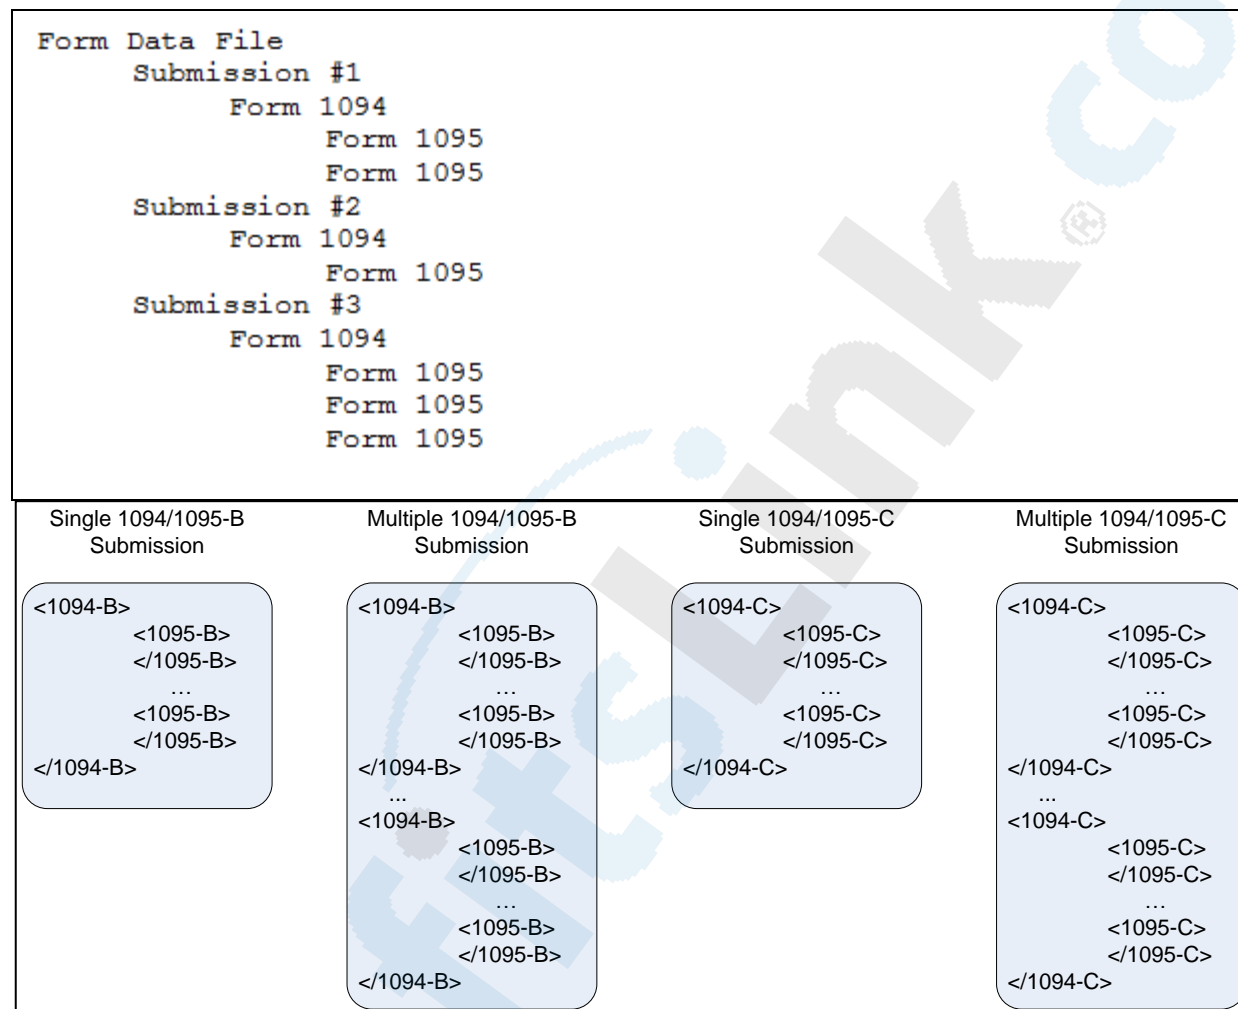 Form Data File
Submission #1
Form 1094
Form 1095
Form 1095
Submission #2
Form 1094
Form 1095
Submission #3
Form 1094
Form 1095
Form 1095
Form 1095
Single 1094/1095-B
Submission
<1094-B>
<1095-B>
</1095-B>
…
<1095-B>
</1095-B>
</1094-B>
Multiple 1094/1095-B
Submission
<1094-B>
<1095-B>
</1095-B>
…
<1095-B>
</1095-B>
</1094-B>
...
<1094-B>
<1095-B>
</1095-B>
…
<1095-B>
</1095-B>
</1094-B>
Single 1094/1095-C
Submission
<1094-C>
<1095-C>
</1095-C>
…
<1095-C>
</1095-C>
</1094-C>
Multiple 1094/1095-C
Submission
<1094-C>
<1095-C>
</1095-C>
…
<1095-C>
</1095-C>
</1094-C>
...
<1094-C>
<1095-C>
</1095-C>
…
<1095-C>
</1095-C>
</1094-C>
fitsLink®.co